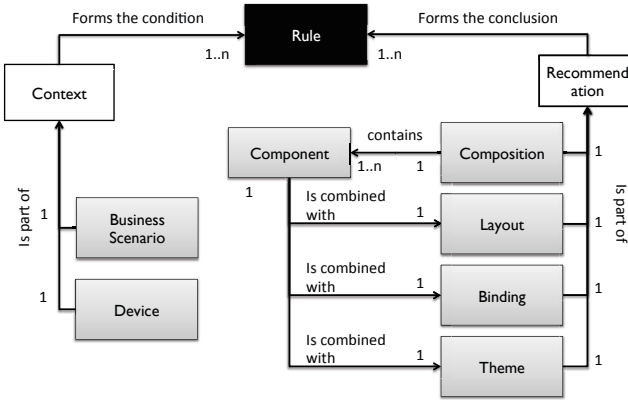 Forms the condition
Rule
Forms the conclusion
1..n
1..n
Context
Recommend
ation
Component
contains
Composition
1..n
1
1
1
Is combined
with
1
Layout
1
Is part of
1
Business
Scenario
Is part of
Is combined
with
1
Binding
1
1
Device
Is combined
with
1
Theme
1